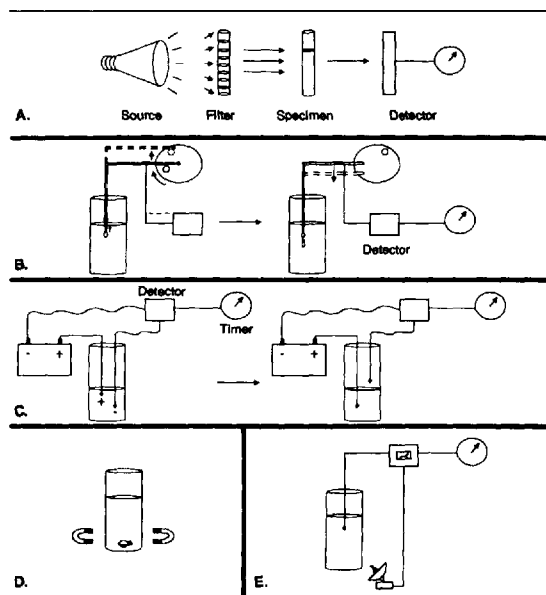 A.
Source Filter Specimen Detector
B.
Detector
C.
Detector
Timer
- +
- +
+
-
D.
E.